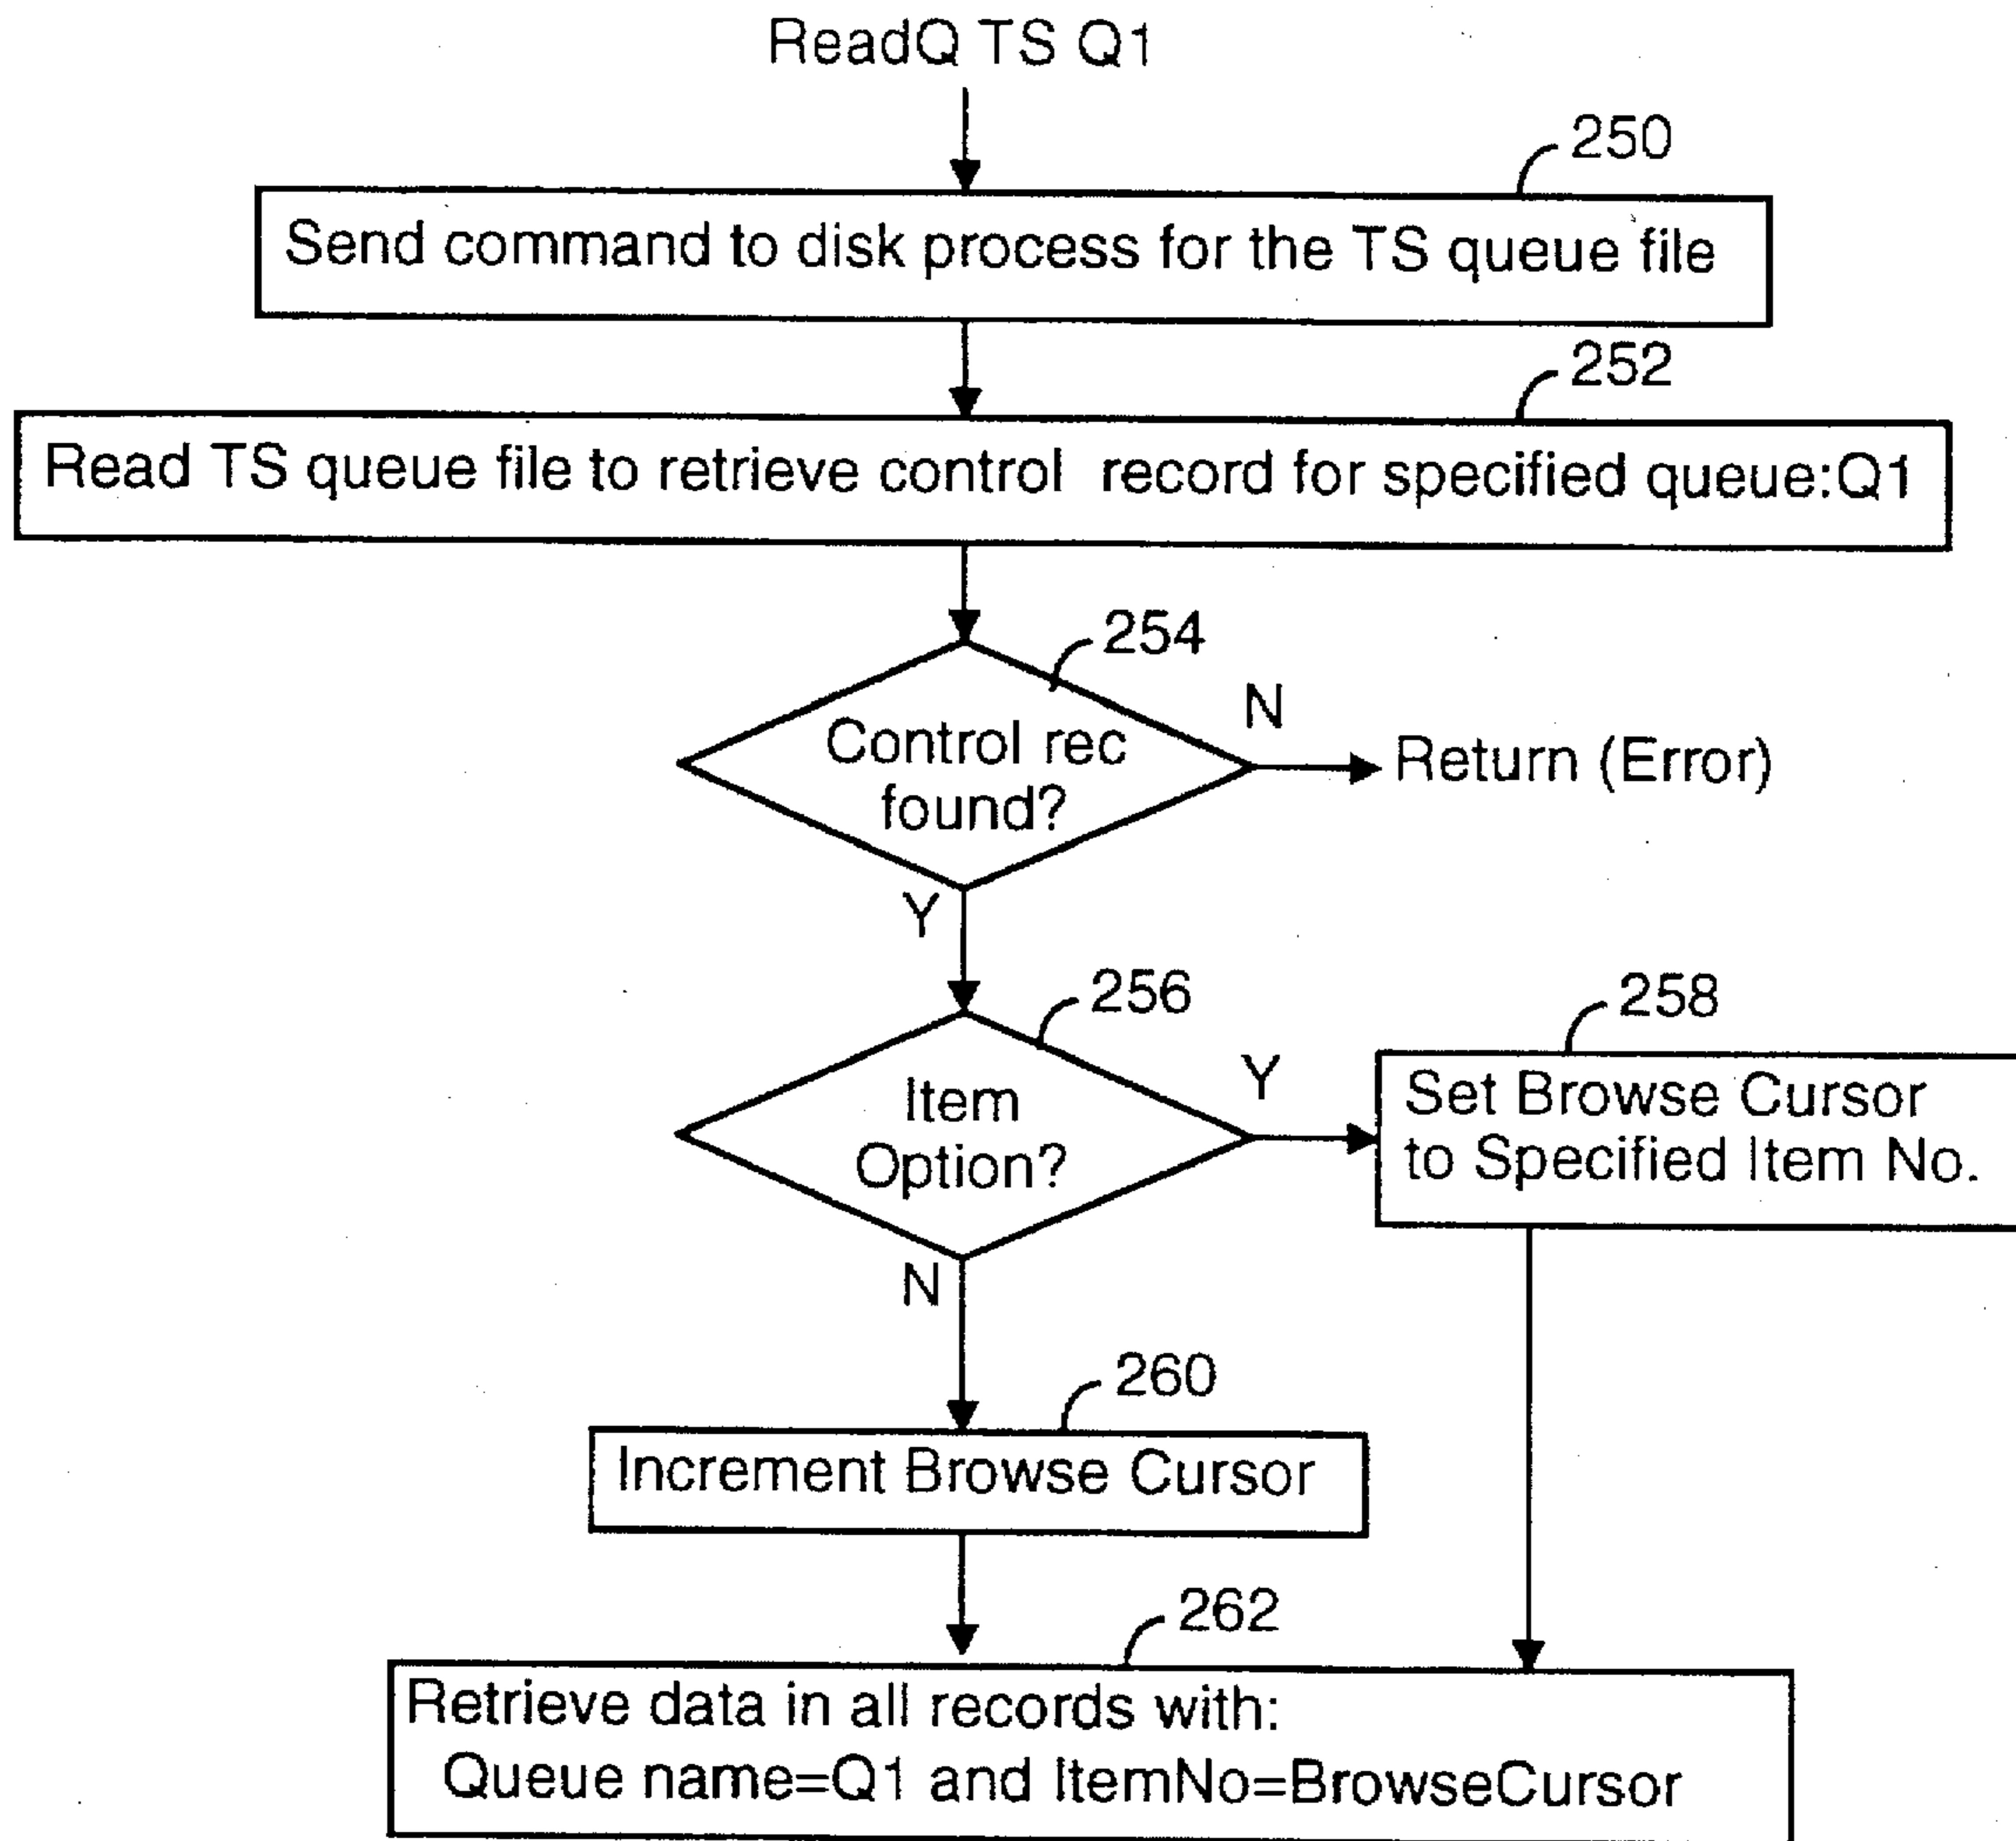 ReadQ TS Q1
250
Send command to disk process for the TS queue file
252
Read TS queue file to retrieve control record for specified queue:Q1
254
Control rec
found?
N
Return (Error)
Y
256
Item
Option?
Y
258
Set Browse Cursor
to Specified Item No.
N
260
Increment Browse Cursor
262
Retrieve data in all records with:
Queue name=Q1 and ItemNo=BrowseCursor